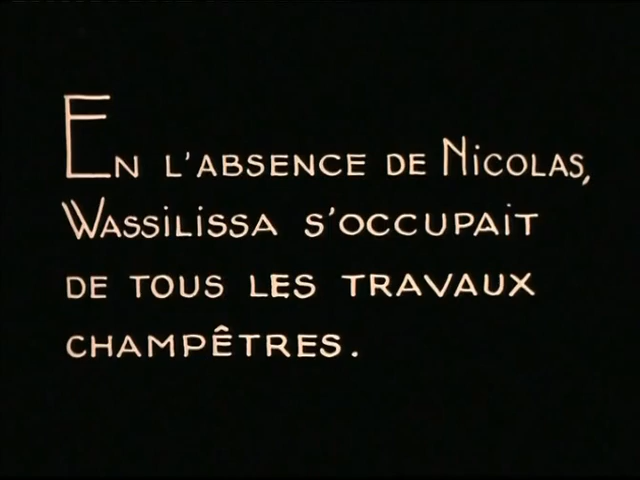 En l'absence de Nicolas,
Wassilissa s'occupait
de tous les travaux
champêtres.